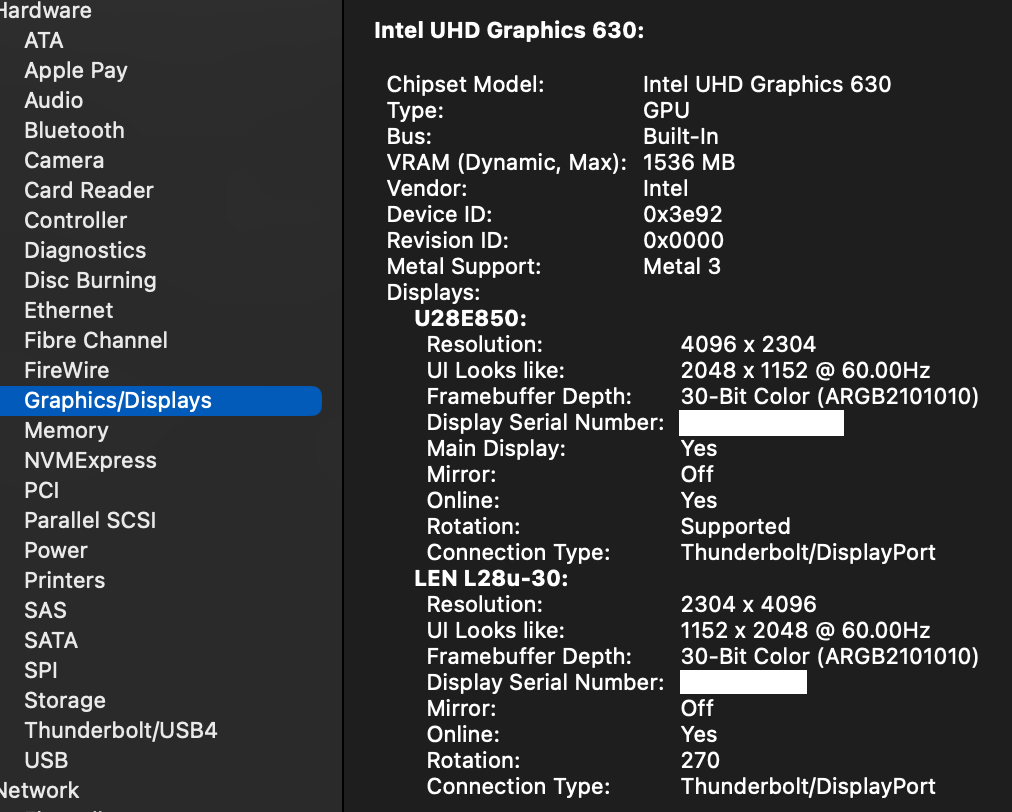 Hardware
ATA
Apple Pay
Audio
Bluetooth
Camera
Card Reader
Controller
Diagnostics
Disc Burning
Ethernet
Fibre Channel
FireWire
Graphics/Displays
Memory
NVMExpress
PCI
Parallel SCSI
Power
Printers
SAS
SATA
SPI
Storage
Thunderbolt/USB4
USB
Network
Intel UHD Graphics 630:
Chipset Model: Intel UHD Graphics 630
Type: GPU
Bus: Built-In
VRAM (Dynamic, Max): 1536 MB
Vendor: Intel
Device ID: 0x3e92
Revision ID: 0x0000
Metal Support: Metal 3
Displays:
U28E850:
Resolution: 4096 x 2304
UI Looks like: 2048 x 1152 @ 60.00Hz
Framebuffer Depth: 30-Bit Color (ARGB2101010)
Display Serial Number:
Main Display: Yes
Mirror: Off
Online: Yes
Rotation: Supported
Connection Type: Thunderbolt/DisplayPort
LEN L28u-30:
Resolution: 2304 x 4096
UI Looks like: 1152 x 2048 @ 60.00Hz
Framebuffer Depth: 30-Bit Color (ARGB2101010)
Display Serial Number:
Mirror: Off
Online: Yes
Rotation: 270
Connection Type: Thunderbolt/DisplayPort